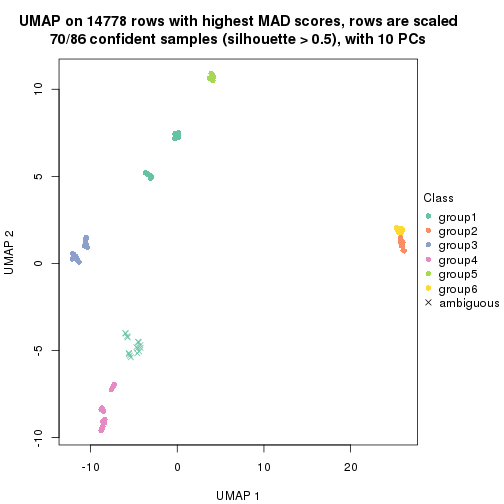 UMAP on 14778 rows with highest MAD scores, rows are scaled
70/86 confident samples (silhouette > 0.5), with 10 PCs
10
5
0
-5
-10
UMAP 2
-10
0
10
20
UMAP 1
Class
group1
group2
group3
group4
group5
group6
ambiguous